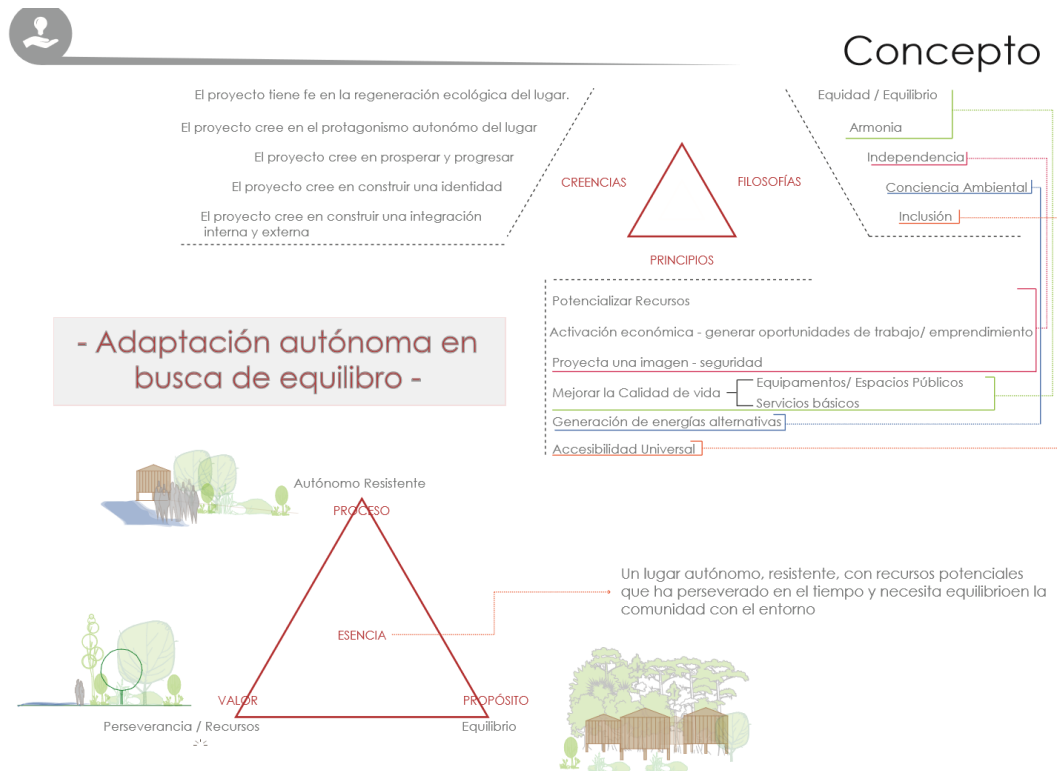 Concepto
El proyecto tiene fe en la regeneración ecológica del lugar.
El proyecto cree en el protagonismo autonómo del lugar
El proyecto cree en prosperar y progresar
El proyecto cree en construir una identidad
El proyecto cree en construir una integración
interna y externa
CREENCIAS
FILOSOFÍAS
PRINCIPIOS
Equidad / Equilibrio
Armonia
Independencia
Conciencia Ambiental
Inclusión
Potencializar Recursos
Activación económica - generar oportunidades de trabajo/ emprendimiento
Proyecta una imagen - seguridad
Mejorar la Calidad de vida
Equipamentos/ Espacios Públicos
Servicios básicos
Generación de energías alternativas
Accesibilidad Universal
- Adaptación autónoma en
busca de equilibro -
Autónomo Resistente
PROCESO
ESENCIA
VALOR
PROPÓSITO
Perseverancia / Recursos
Equilibrio
Un lugar autónomo, resistente, con recursos potenciales
que ha perseverado en el tiempo y necesita equilibrioen la
comunidad con el entorno